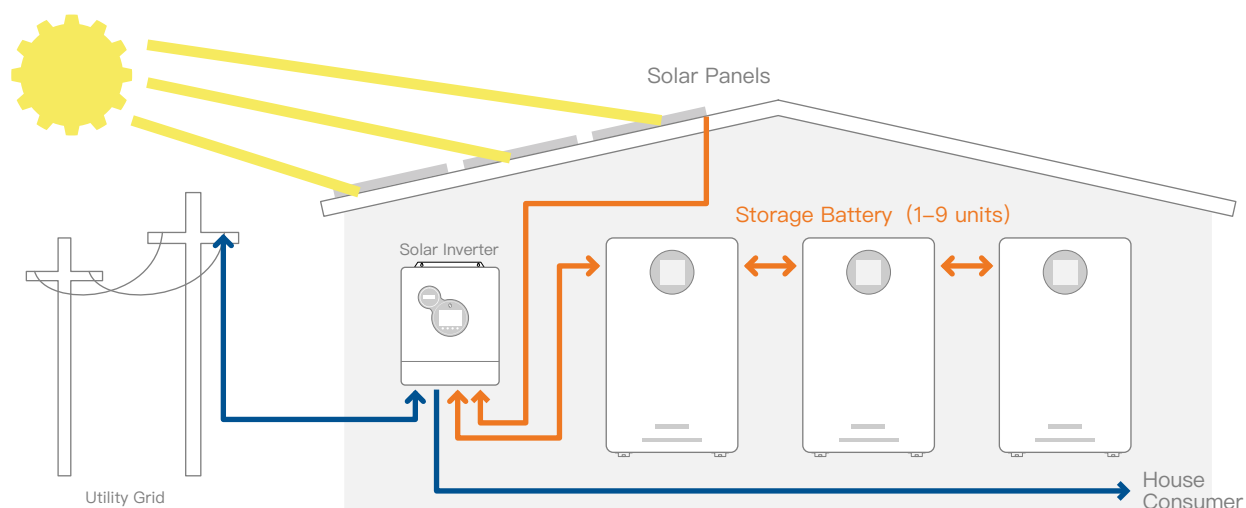 Solar Panels
Storage Battery (1–9 units)
Solar Inverter
Utility Grid
House
Consumer